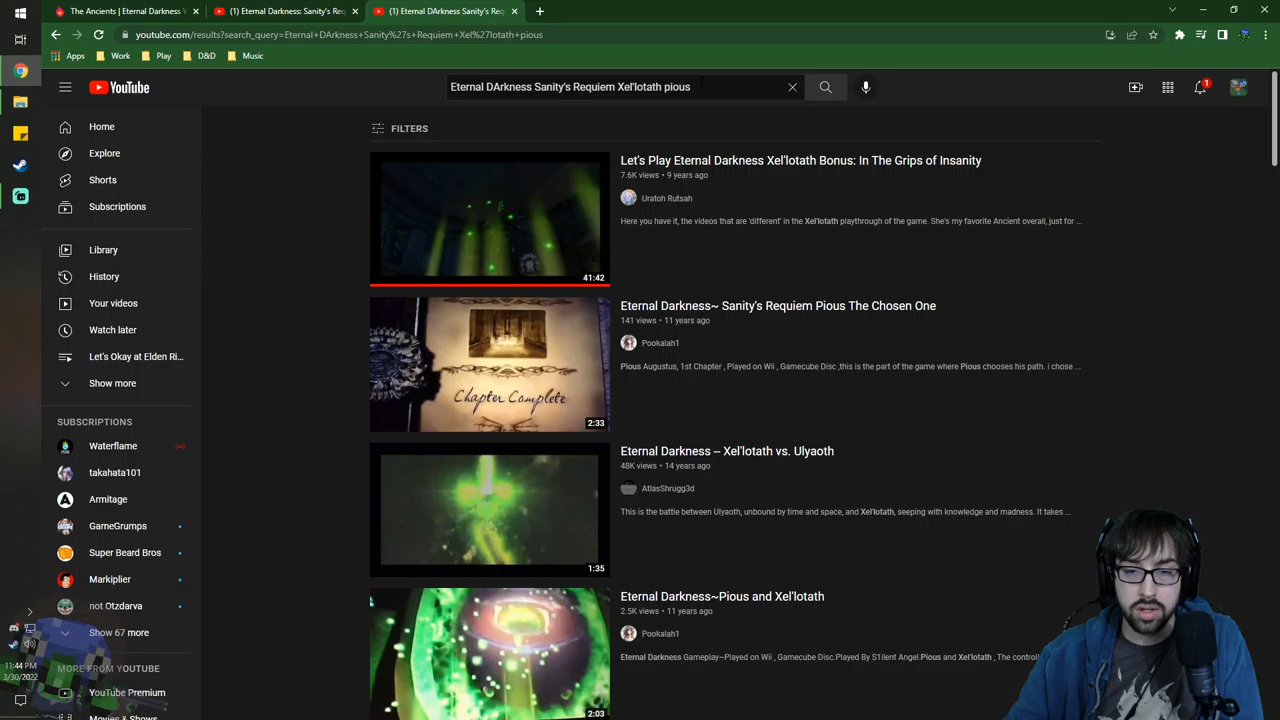 The Ancients | Eternal Darkness W
(1) Eternal Darkness: Sanity's Req
(1) Eternal Darkness Sanity's Req
youtube.com/results?search_query=Eternal+DArkness+Sanity%27s+Requiem+Xel%27lotath+pious
Apps Work Play D&D Music
YouTube
Eternal DArkness Sanity's Requiem Xel'lotath pious
1
Home
Explore
Shorts
Subscriptions
Library
History
Your videos
Watch later
Let's Okay at Elden Ri...
Show more
SUBSCRIPTIONS
Waterflame
takahata101
Armitage
GameGrumps
Super Beard Bros
Markiplier
not Otzdarva
Show 67 more
MORE FROM YOUTUBE
YouTube Premium
FILTERS
41:42
Let's Play Eternal Darkness Xel'lotath Bonus: In The Grips of Insanity
7.6K views • 9 years ago
Uratoh Rutsah
Here you have it, the videos that are 'different' in the Xel'lotath playthrough of the game. She's my favorite Ancient overall, just for ...
Chapter Complete
2:33
Eternal Darkness~ Sanity's Requiem Pious The Chosen One
141 views • 11 years ago
Pookalah1
Pious Augustus, 1st Chapter , Played on Wii , Gamecube Disc ,this is the part of the game where Pious chooses his path. i chose ...
1:35
Eternal Darkness -- Xel'lotath vs. Ulyaoth
48K views • 14 years ago
AtlasShrugg3d
This is the battle between Ulyaoth, unbound by time and space, and Xel'lotath, seeping with knowledge and madness. It takes ...
2:03
Eternal Darkness~Pious and Xel'lotath
2.5K views • 11 years ago
Pookalah1
Eternal Darkness Gameplay~Played on Wii , Gamecube Disc.Played By S1ilent Angel.Pious and Xel'lotath , The control
11:44 PM
3/30/2022